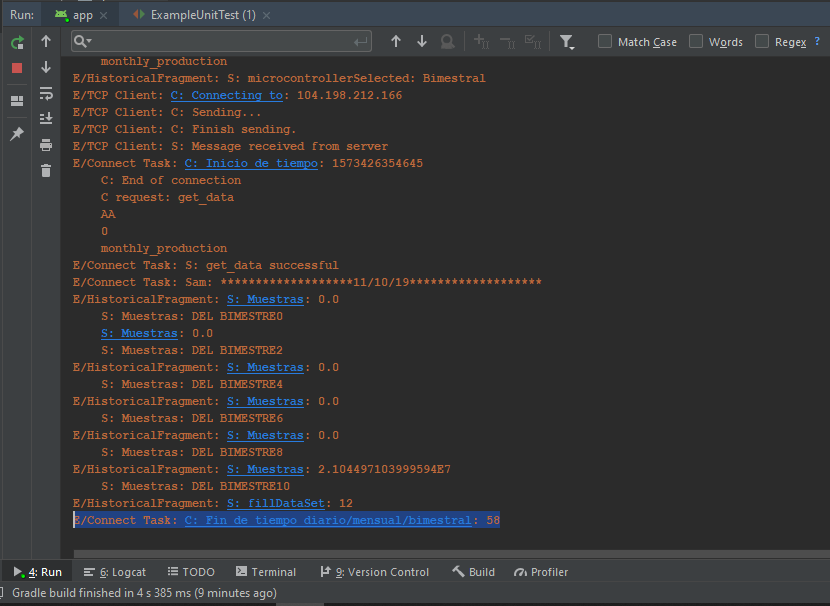 Run: app ExampleUnitTest (1)
Match Case Words Regex ?
monthly_production
E/HistoricalFragment: S: microcontrollerSelected: Bimestral
E/TCP Client: C: Connecting to: 104.198.212.166
E/TCP Client: C: Sending...
E/TCP Client: C: Finish sending.
E/TCP Client: S: Message received from server
E/Connect Task: C: Inicio de tiempo: 1573426354645
C: End of connection
C request: get_data
AA
0
monthly_production
E/Connect Task: S: get_data successful
E/Connect Task: Sam: *******************11/10/19*******************
E/HistoricalFragment: S: Muestras: 0.0
S: Muestras: DEL BIMESTRE0
S: Muestras: 0.0
S: Muestras: DEL BIMESTRE2
E/HistoricalFragment: S: Muestras: 0.0
S: Muestras: DEL BIMESTRE4
E/HistoricalFragment: S: Muestras: 0.0
S: Muestras: DEL BIMESTRE6
E/HistoricalFragment: S: Muestras: 0.0
S: Muestras: DEL BIMESTRE8
E/HistoricalFragment: S: Muestras: 2.104497103999594E7
S: Muestras: DEL BIMESTRE10
E/HistoricalFragment: S: fillDataSet: 12
E/Connect Task: C: Fin de tiempo diario/mensual/bimestral: 58
4: Run 6: Logcat TODO Terminal 9: Version Control Build Profiler
Gradle build finished in 4 s 385 ms (9 minutes ago)